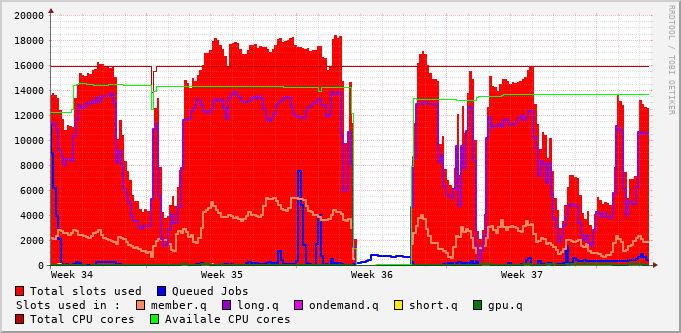 RRDTOOL / TOBI OETIKER
20000
18000
16000
14000
12000
10000
8000
6000
4000
2000
0
Week 34 Week 35 Week 36 Week 37
Total slots used Queued Jobs
Slots used in : member.q long.q ondemand.q short.q gpu.q
Total CPU cores Availale CPU cores